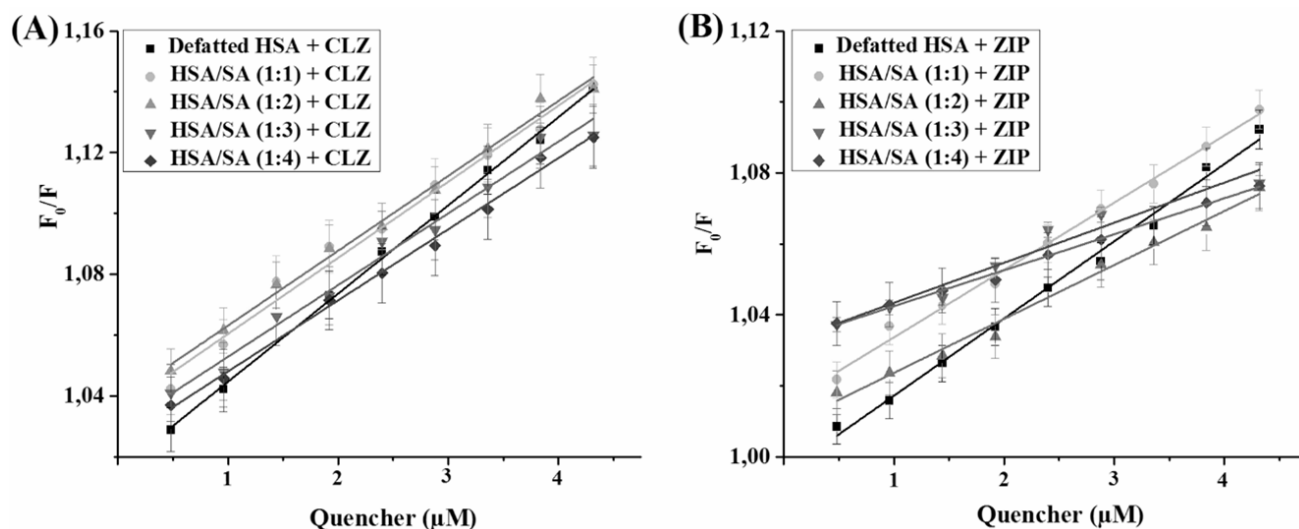 (A)
1,16
1,12
1,08
1,04
F₀/F
Defatted HSA + CLZ
HSA/SA (1:1) + CLZ
HSA/SA (1:2) + CLZ
HSA/SA (1:3) + CLZ
HSA/SA (1:4) + CLZ
1 2 3 4
Quencher (µM)
(B)
1,12
1,08
1,04
1,00
F₀/F
Defatted HSA + ZIP
HSA/SA (1:1) + ZIP
HSA/SA (1:2) + ZIP
HSA/SA (1:3) + ZIP
HSA/SA (1:4) + ZIP
1 2 3 4
Quencher (µM)